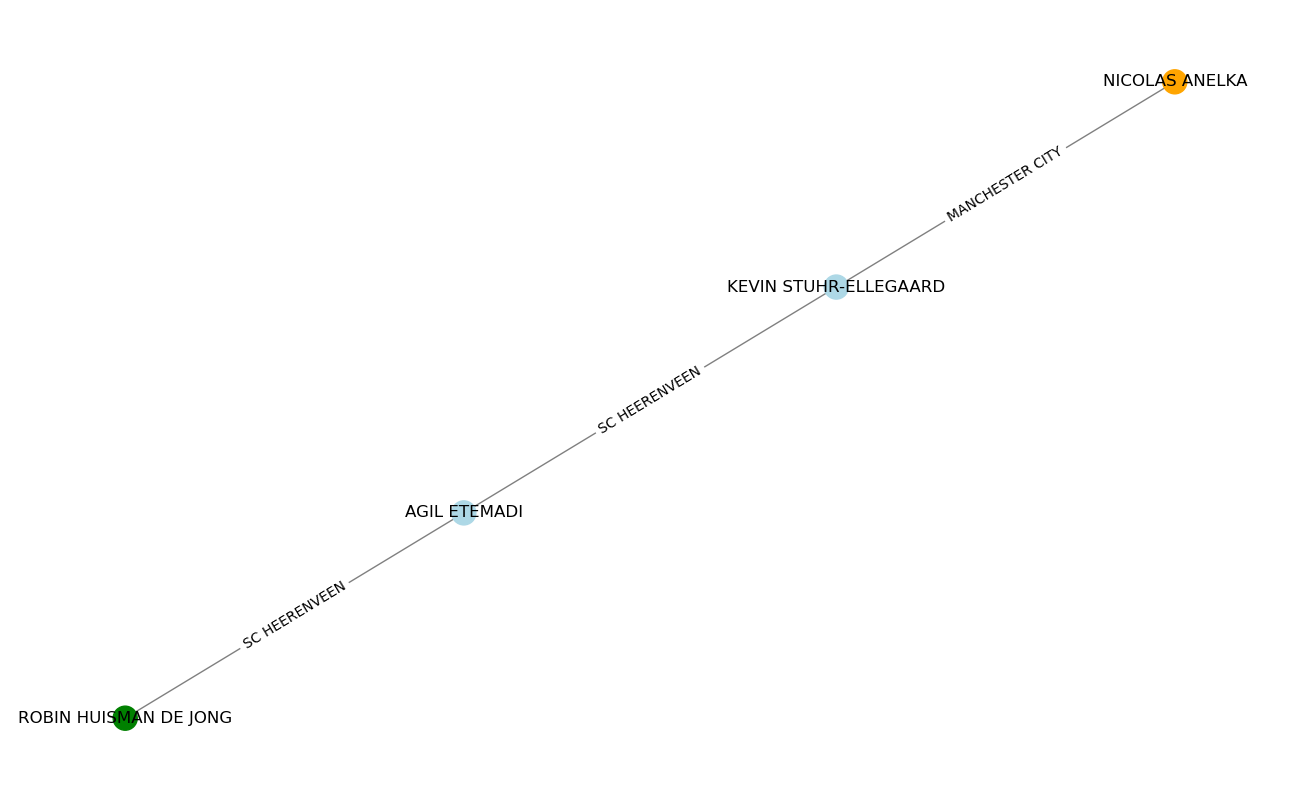 NICOLAS ANELKA
MANCHESTER CITY
KEVIN STUHR-ELLEGAARD
SC HEERENVEEN
AGIL ETEMADI
SC HEERENVEEN
ROBIN HUISMAN DE JONG